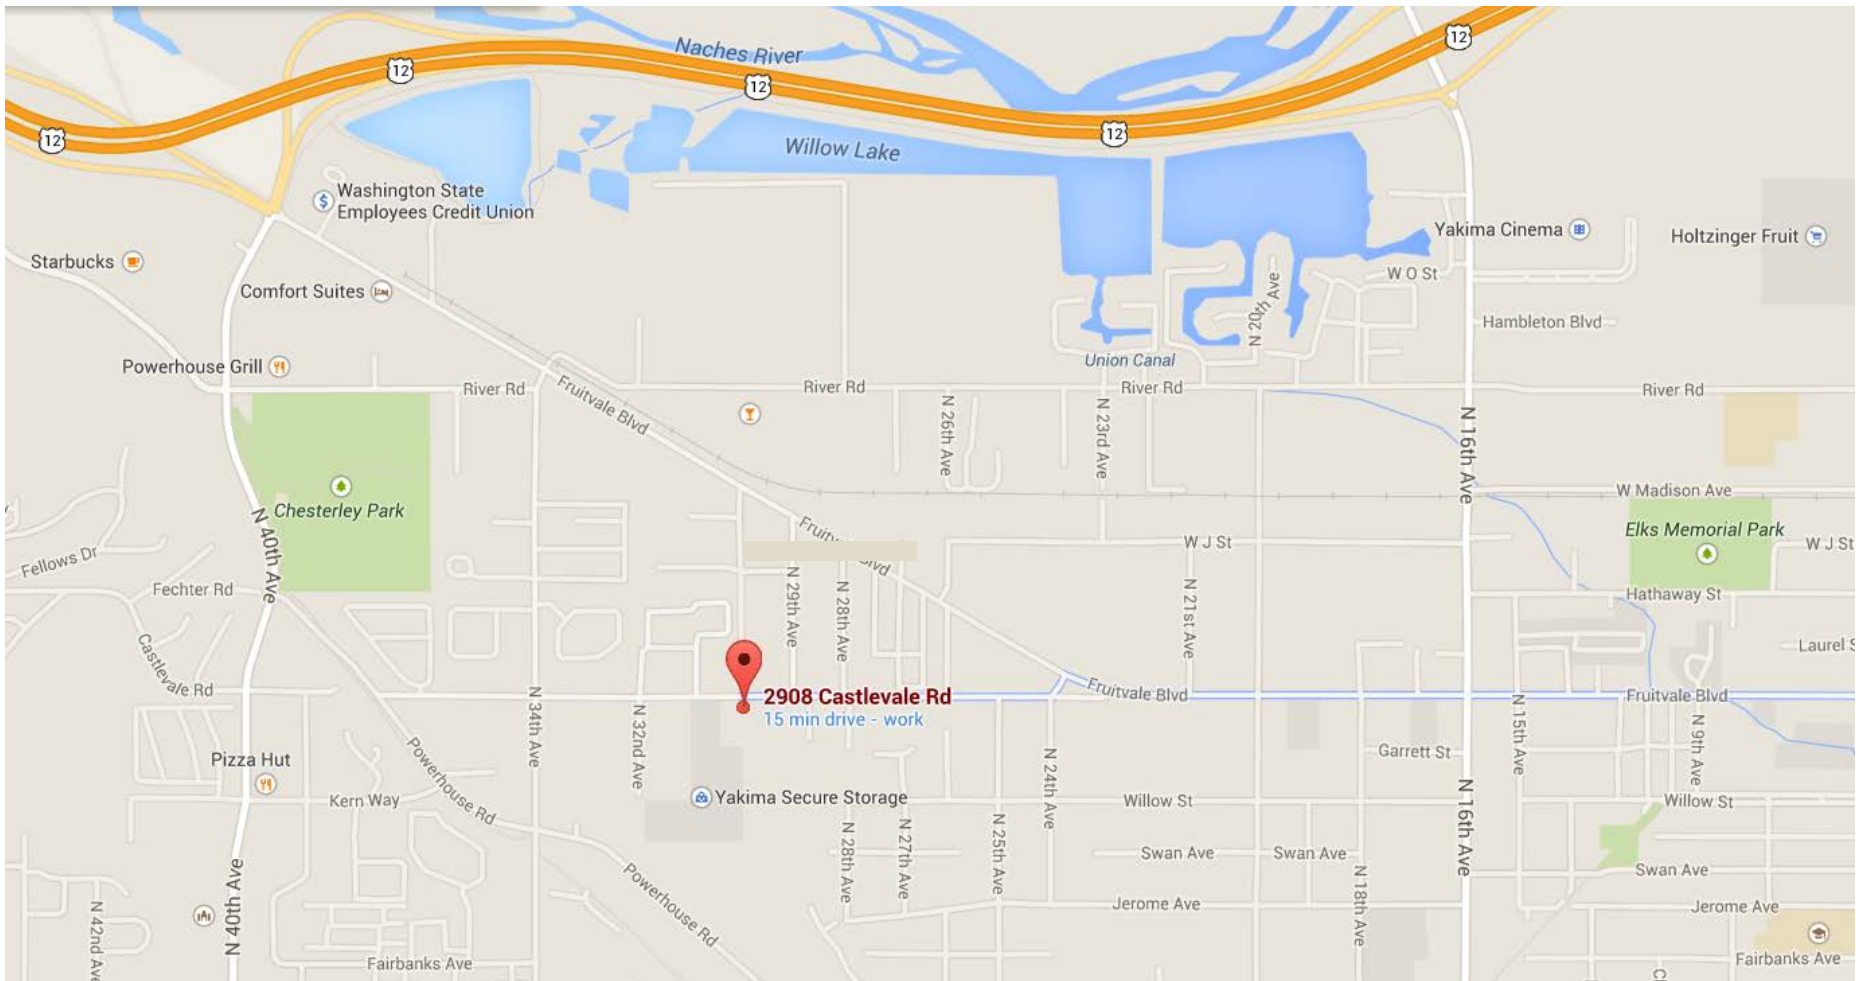 12
Naches River
12
12
12
12
Willow Lake
Washington State
Employees Credit Union
Starbucks
Comfort Suites
Yakima Cinema
Holtzinger Fruit
W O St
N 20th Ave
Hambleton Blvd
Union Canal
Powerhouse Grill
River Rd
Fruitvale Blvd
River Rd
River Rd
River Rd
N 26th Ave
N 23rd Ave
N 16th Ave
Chesterley Park
W Madison Ave
N 40th Ave
Fruitvale Blvd
W J St
Elks Memorial Park
W J St
Fellows Dr
Fechter Rd
N 29th Ave
N 28th Ave
N 21st Ave
Hathaway St
Laurel S
Castlevale Rd
2908 Castlevale Rd
15 min drive - work
Fruitvale Blvd
Fruitvale Blvd
N 34th Ave
N 32nd Ave
N 15th Ave
N 9th Ave
Pizza Hut
Powerhouse Rd
Garrett St
N 24th Ave
Kern Way
Yakima Secure Storage
Willow St
N 16th Ave
Willow St
N 28th Ave
N 27th Ave
N 25th Ave
Swan Ave
Swan Ave
Swan Ave
N 40th Ave
Powerhouse Rd
N 18th Ave
N 42nd Ave
Jerome Ave
Jerome Ave
Fairbanks Ave
Fairbanks Ave